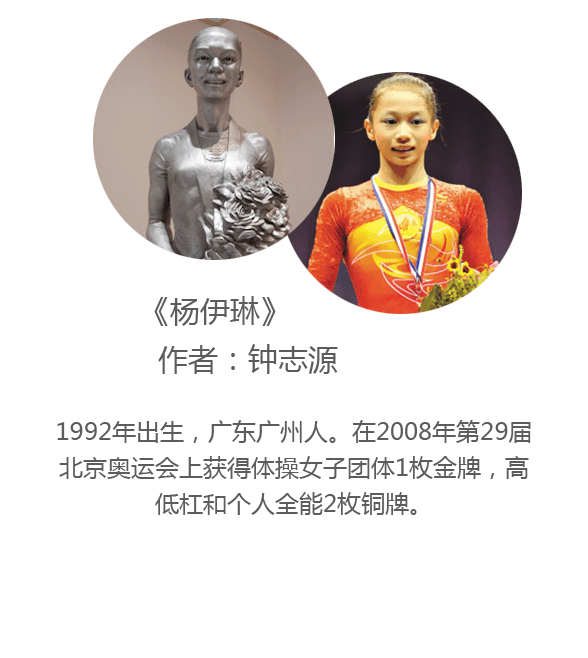 《杨伊琳》
作者：钟志源
1992年出生，广东广州人。在2008年第29届
北京奥运会上获得体操女子团体1枚金牌，高
低杠和个人全能2枚铜牌。